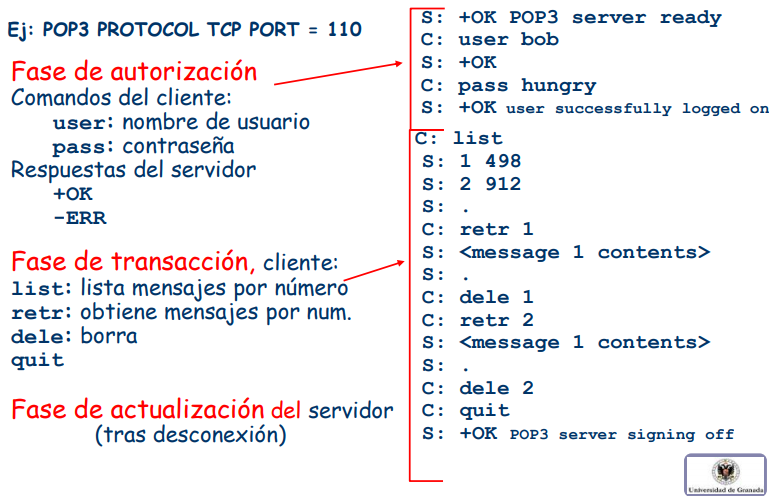 Ej: POP3 PROTOCOL TCP PORT = 110
Fase de autorización
Comandos del cliente:
user: nombre de usuario
pass: contraseña
Respuestas del servidor
+OK
-ERR
Fase de transacción, cliente:
list: lista mensajes por número
retr: obtiene mensajes por num.
dele: borra
quit
Fase de actualización del servidor
(tras desconexión)
S: +OK POP3 server ready
C: user bob
S: +OK
C: pass hungry
S: +OK user successfully logged on
C: list
S: 1 498
S: 2 912
S: .
C: retr 1
S: <message 1 contents>
S: .
C: dele 1
C: retr 2
S: <message 1 contents>
S: .
C: dele 2
C: quit
S: +OK POP3 server signing off
Universidad de Granada